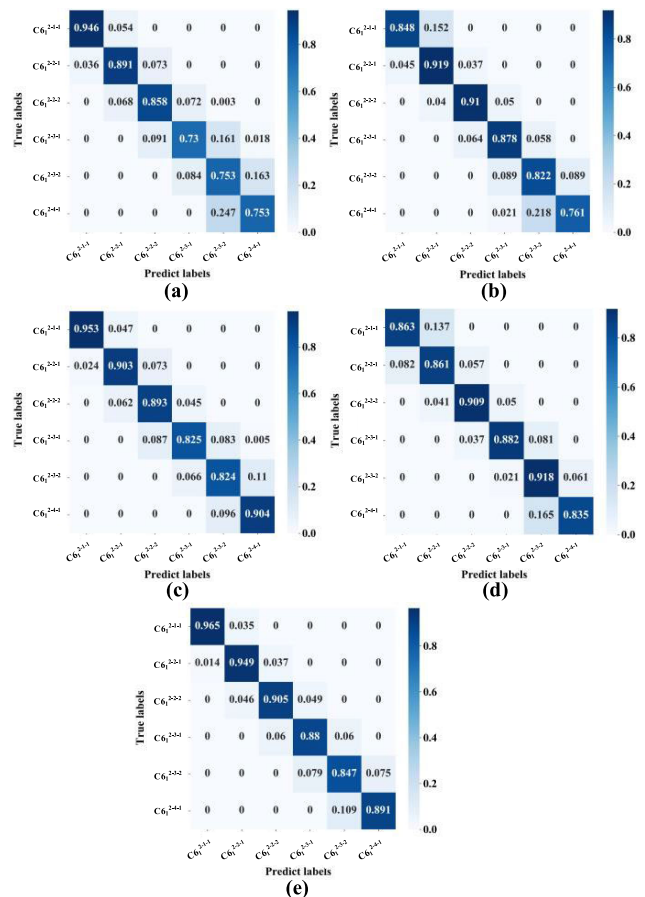 True labels
C6₁²⁻¹⁻¹ 0.946 0.054 0 0 0 0
C6₁²⁻²⁻¹ 0.036 0.891 0.073 0 0 0
C6₁²⁻²⁻² 0 0.068 0.858 0.072 0.003 0
C6₁²⁻³⁻¹ 0 0 0.091 0.73 0.161 0.018
C6₁²⁻³⁻² 0 0 0 0.084 0.753 0.163
C6₁²⁻⁴⁻¹ 0 0 0 0 0.247 0.753
C6₁²⁻¹⁻¹ C6₁²⁻²⁻¹ C6₁²⁻²⁻² C6₁²⁻³⁻¹ C6₁²⁻³⁻² C6₁²⁻⁴⁻¹
Predict labels
0.8
0.6
0.4
0.2
0.0
(a)
True labels
C6₁²⁻¹⁻¹ 0.848 0.152 0 0 0 0
C6₁²⁻²⁻¹ 0.045 0.919 0.037 0 0 0
C6₁²⁻²⁻² 0 0.04 0.91 0.05 0 0
C6₁²⁻³⁻¹ 0 0 0.064 0.878 0.058 0
C6₁²⁻³⁻² 0 0 0 0.089 0.822 0.089
C6₁²⁻⁴⁻¹ 0 0 0 0.021 0.218 0.761
C6₁²⁻¹⁻¹ C6₁²⁻²⁻¹ C6₁²⁻²⁻² C6₁²⁻³⁻¹ C6₁²⁻³⁻² C6₁²⁻⁴⁻¹
Predict labels
0.8
0.6
0.4
0.2
0.0
(b)
True labels
C6₁²⁻¹⁻¹ 0.953 0.047 0 0 0 0
C6₁²⁻²⁻¹ 0.024 0.903 0.073 0 0 0
C6₁²⁻²⁻² 0 0.062 0.893 0.045 0 0
C6₁²⁻³⁻¹ 0 0 0.087 0.825 0.083 0.005
C6₁²⁻³⁻² 0 0 0 0.066 0.824 0.11
C6₁²⁻⁴⁻¹ 0 0 0 0 0.096 0.904
C6₁²⁻¹⁻¹ C6₁²⁻²⁻¹ C6₁²⁻²⁻² C6₁²⁻³⁻¹ C6₁²⁻³⁻² C6₁²⁻⁴⁻¹
Predict labels
0.8
0.6
0.4
0.2
0.0
(c)
True labels
C6₁²⁻¹⁻¹ 0.863 0.137 0 0 0 0
C6₁²⁻²⁻¹ 0.082 0.861 0.057 0 0 0
C6₁²⁻²⁻² 0 0.041 0.909 0.05 0 0
C6₁²⁻³⁻¹ 0 0 0.037 0.882 0.081 0
C6₁²⁻³⁻² 0 0 0 0.021 0.918 0.061
C6₁²⁻⁴⁻¹ 0 0 0 0 0.165 0.835
C6₁²⁻¹⁻¹ C6₁²⁻²⁻¹ C6₁²⁻²⁻² C6₁²⁻³⁻¹ C6₁²⁻³⁻² C6₁²⁻⁴⁻¹
Predict labels
0.8
0.6
0.4
0.2
0.0
(d)
True labels
C6₁²⁻¹⁻¹ 0.965 0.035 0 0 0 0
C6₁²⁻²⁻¹ 0.014 0.949 0.037 0 0 0
C6₁²⁻²⁻² 0 0.046 0.905 0.049 0 0
C6₁²⁻³⁻¹ 0 0 0.06 0.88 0.06 0
C6₁²⁻³⁻² 0 0 0 0.079 0.847 0.075
C6₁²⁻⁴⁻¹ 0 0 0 0 0.109 0.891
C6₁²⁻¹⁻¹ C6₁²⁻²⁻¹ C6₁²⁻²⁻² C6₁²⁻³⁻¹ C6₁²⁻³⁻² C6₁²⁻⁴⁻¹
Predict labels
0.8
0.6
0.4
0.2
0.0
(e)